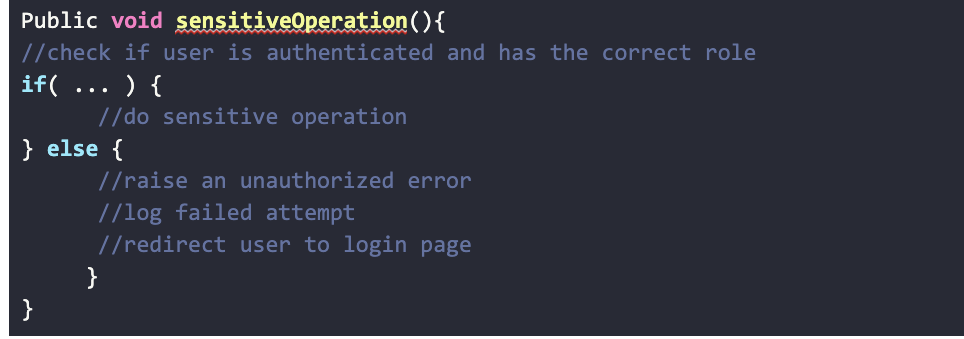 Public void sensitiveOperation(){
//check if user is authenticated and has the correct role
if( ... ) {
//do sensitive operation
} else {
//raise an unauthorized error
//log failed attempt
//redirect user to login page
}
}